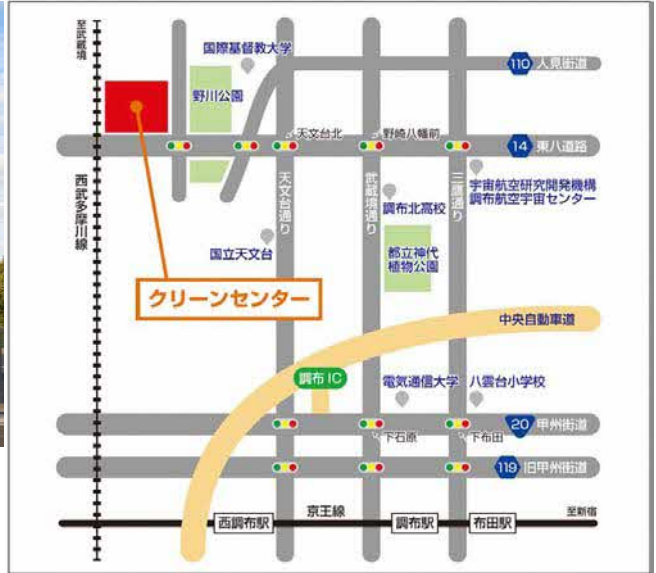 至武蔵境
国際基督教大学
110 人見街道
野川公園
天文台北
野崎八幡前
14 東八道路
西武多摩川線
天文台通り
武蔵境通り
三鷹通り
宇宙航空研究開発機構
調布航空宇宙センター
調布北高校
国立天文台
都立神代
植物公園
クリーンセンター
中央自動車道
調布 IC
電気通信大学
八雲台小学校
20 甲州街道
下石原
下布田
119 旧甲州街道
京王線
至新宿
西調布駅
調布駅
布田駅